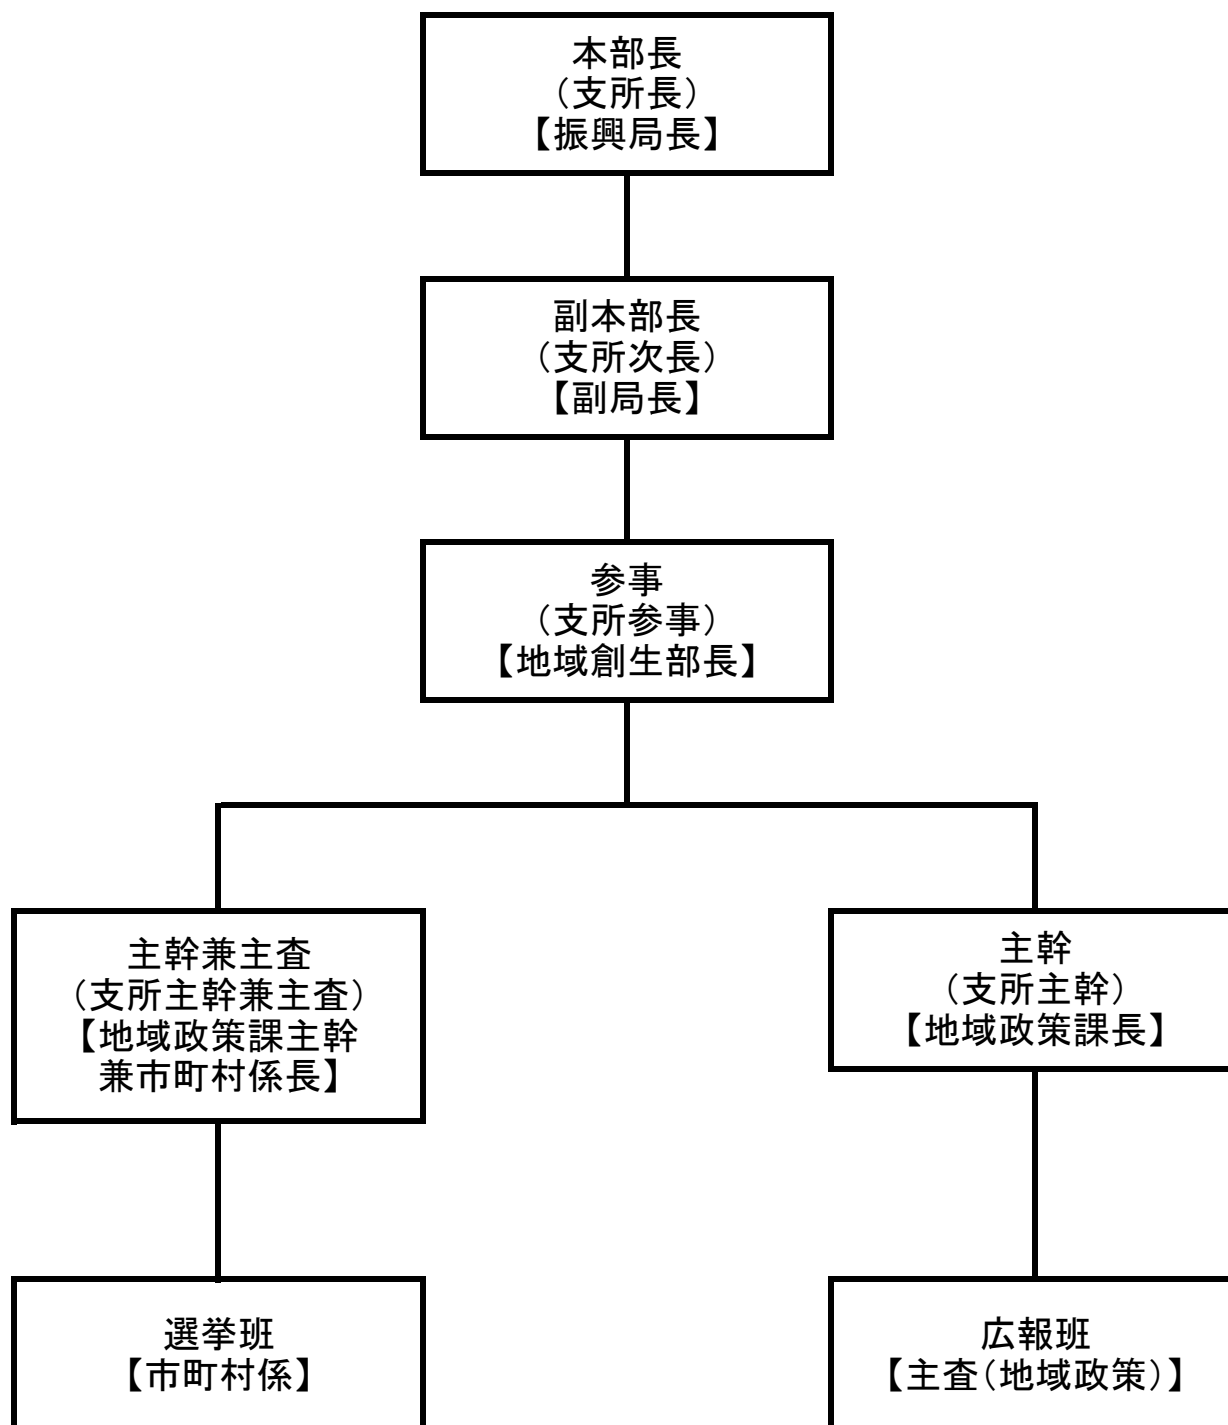 本部長
（支所長）
【振興局長】
副本部長
（支所次長）
【副局長】
参事
（支所参事）
【地域創生部長】
主幹兼主査
（支所主幹兼主査）
【地域政策課主幹
兼市町村係長】
主幹
（支所主幹）
【地域政策課長】
選挙班
【市町村係】
広報班
【主査（地域政策）】